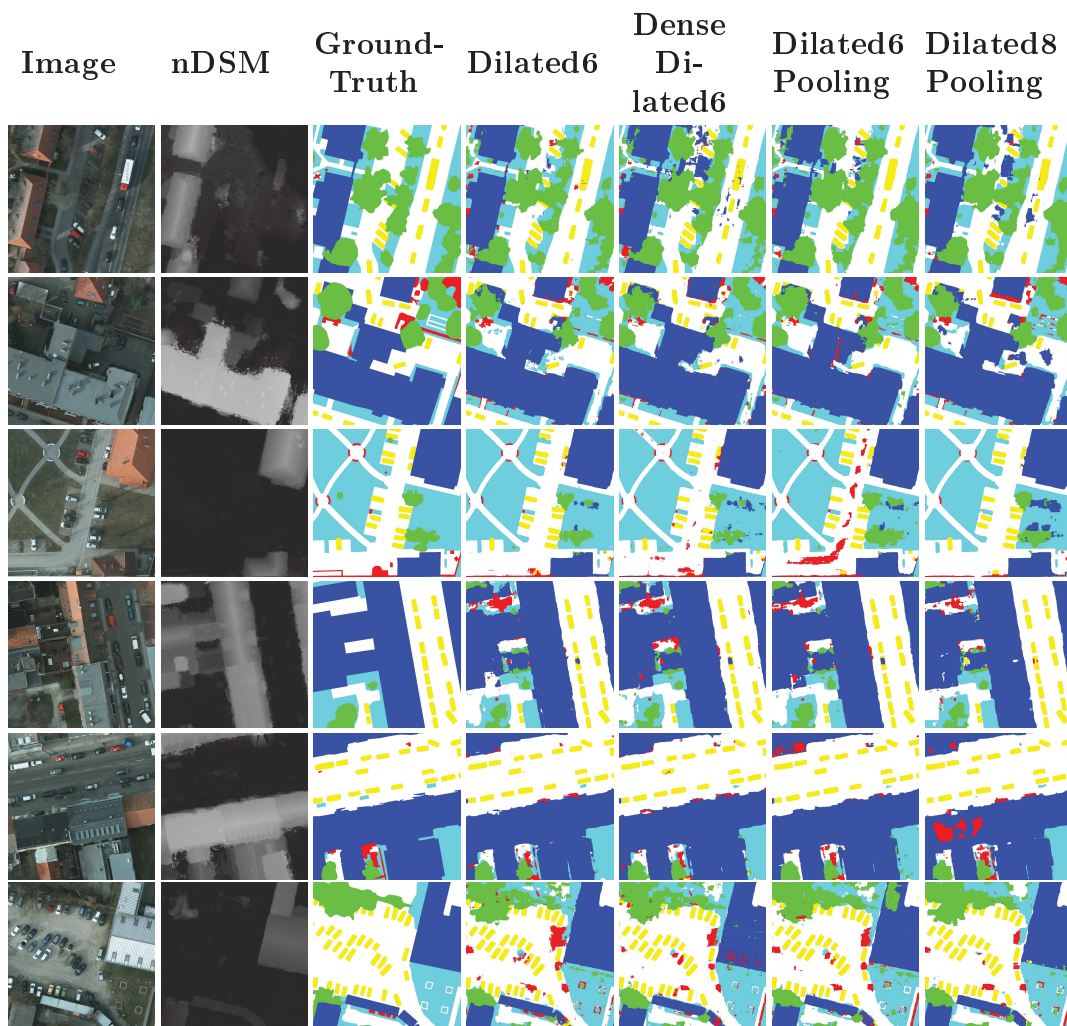 Image
nDSM
Ground-
Truth
Dilated6
Dense
Di-
lated6
Dilated6
Pooling
Dilated8
Pooling